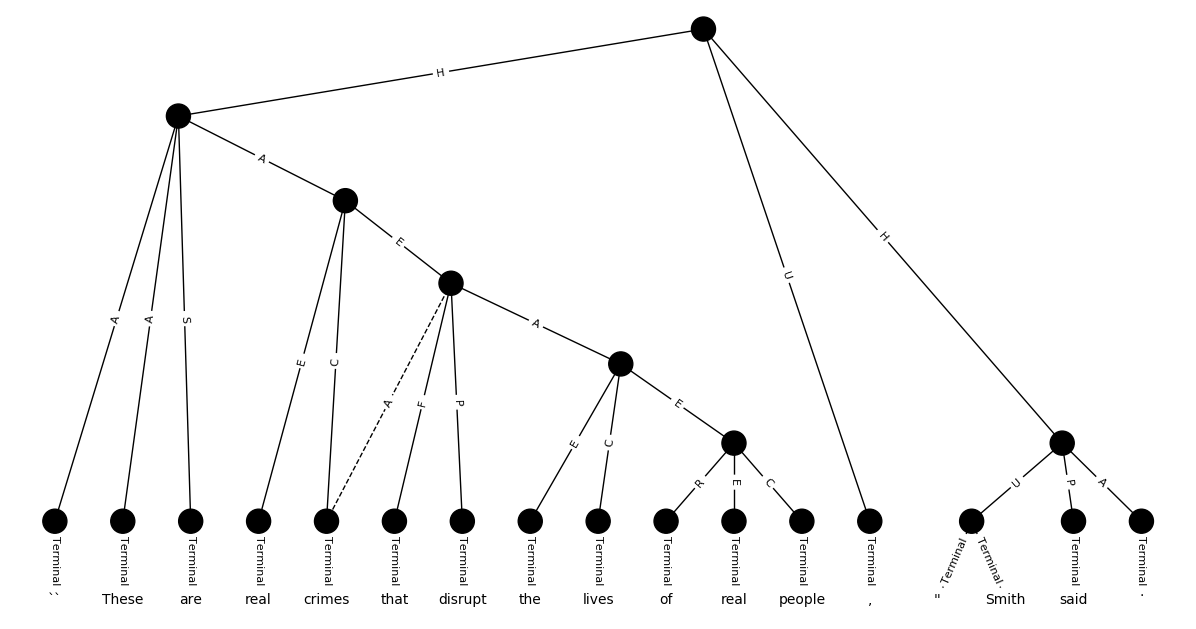 H
A
A
E
H
U
A A S
A
E C
E
A F P
E C
R E C
U P A
Terminal Terminal Terminal Terminal Terminal Terminal Terminal Terminal Terminal Terminal Terminal Terminal Terminal Terminal Terminal Terminal Terminal
`` These are real crimes that disrupt the lives of real people , " Smith said .